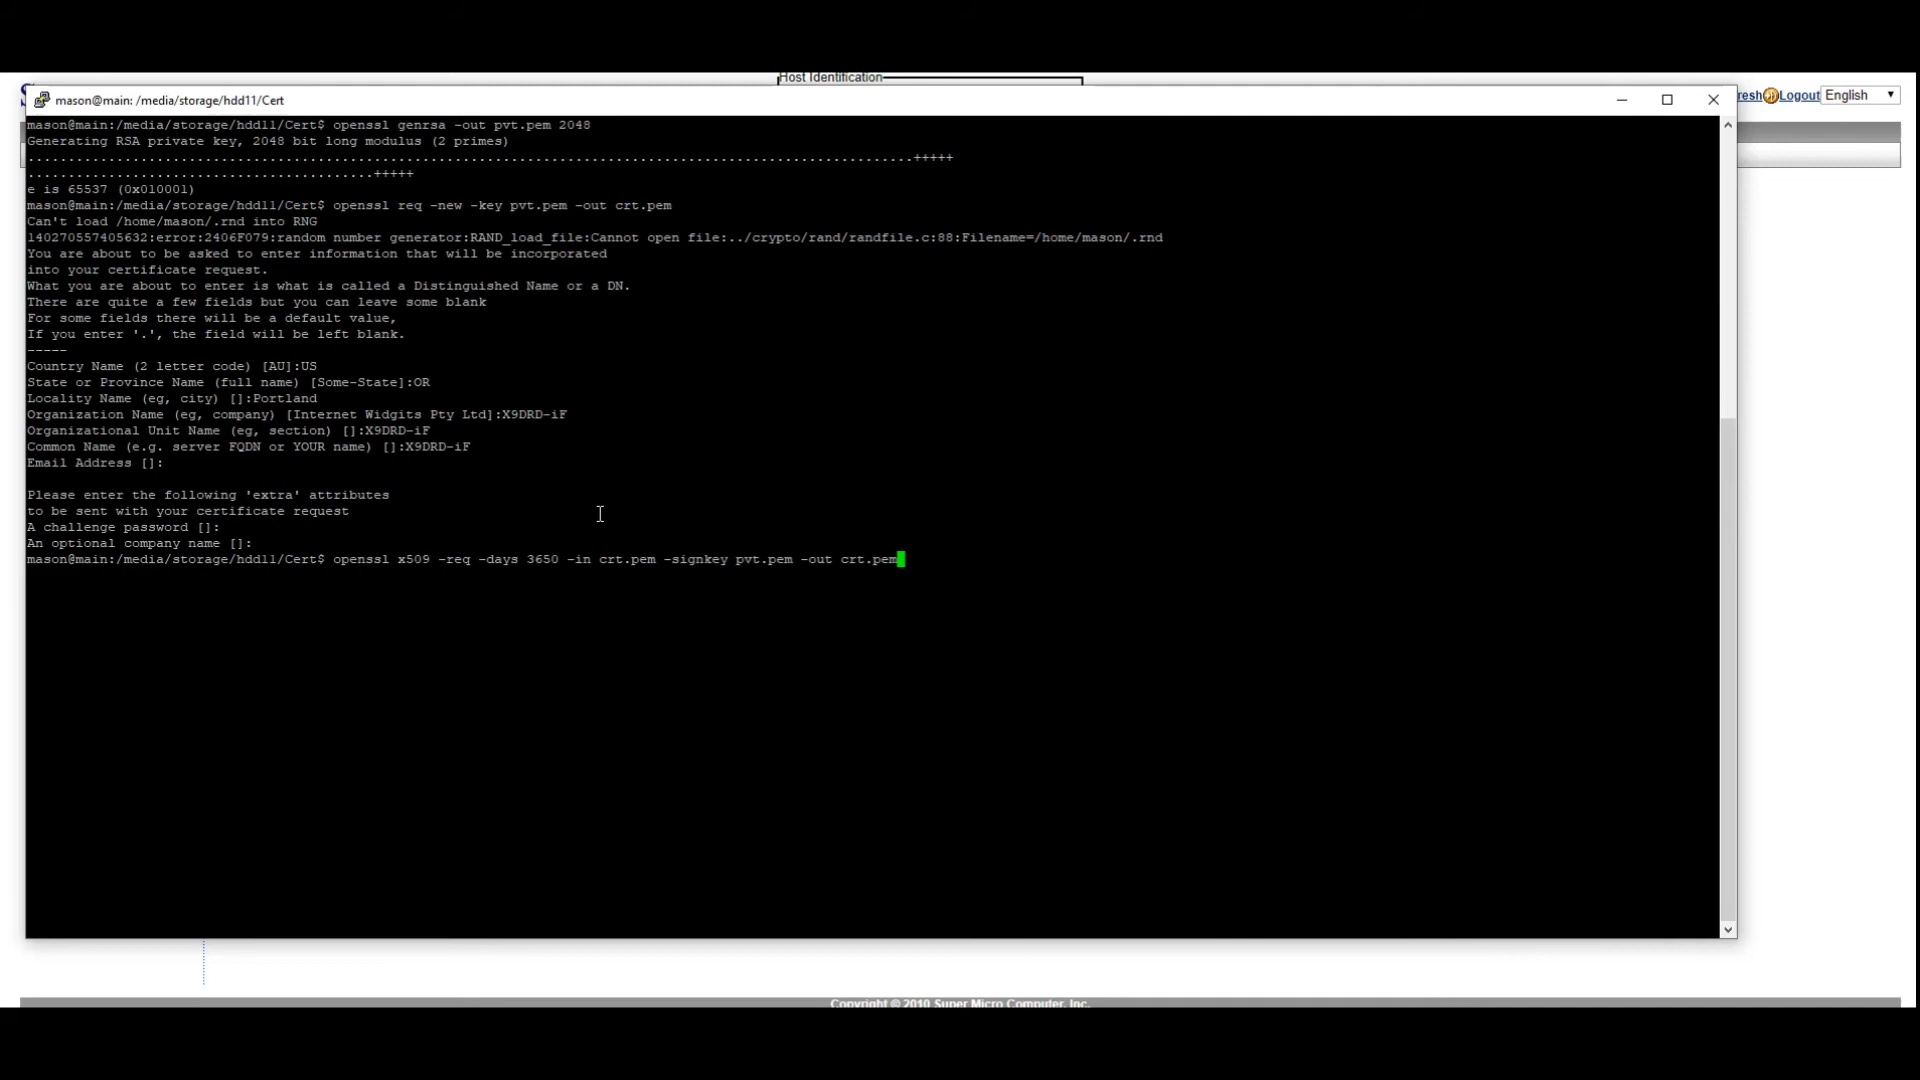 Host Identification
mason@main: /media/storage/hdd11/Cert
resh Logout English
mason@main:/media/storage/hdd11/Cert$ openssl genrsa -out pvt.pem 2048
Generating RSA private key, 2048 bit long modulus (2 primes)
..............................................................................................................+++++
...........................................+++++
e is 65537 (0x010001)
mason@main:/media/storage/hdd11/Cert$ openssl req -new -key pvt.pem -out crt.pem
Can't load /home/mason/.rnd into RNG
140270557405632:error:2406F079:random number generator:RAND_load_file:Cannot open file:../crypto/rand/randfile.c:88:Filename=/home/mason/.rnd
You are about to be asked to enter information that will be incorporated
into your certificate request.
What you are about to enter is what is called a Distinguished Name or a DN.
There are quite a few fields but you can leave some blank
For some fields there will be a default value,
If you enter '.', the field will be left blank.
-----
Country Name (2 letter code) [AU]:US
State or Province Name (full name) [Some-State]:OR
Locality Name (eg, city) []:Portland
Organization Name (eg, company) [Internet Widgits Pty Ltd]:X9DRD-iF
Organizational Unit Name (eg, section) []:X9DRD-iF
Common Name (e.g. server FQDN or YOUR name) []:X9DRD-iF
Email Address []:
Please enter the following 'extra' attributes
to be sent with your certificate request
A challenge password []:
An optional company name []:
mason@main:/media/storage/hdd11/Cert$ openssl x509 -req -days 3650 -in crt.pem -signkey pvt.pem -out crt.pem
Copyright © 2010 Super Micro Computer, Inc.